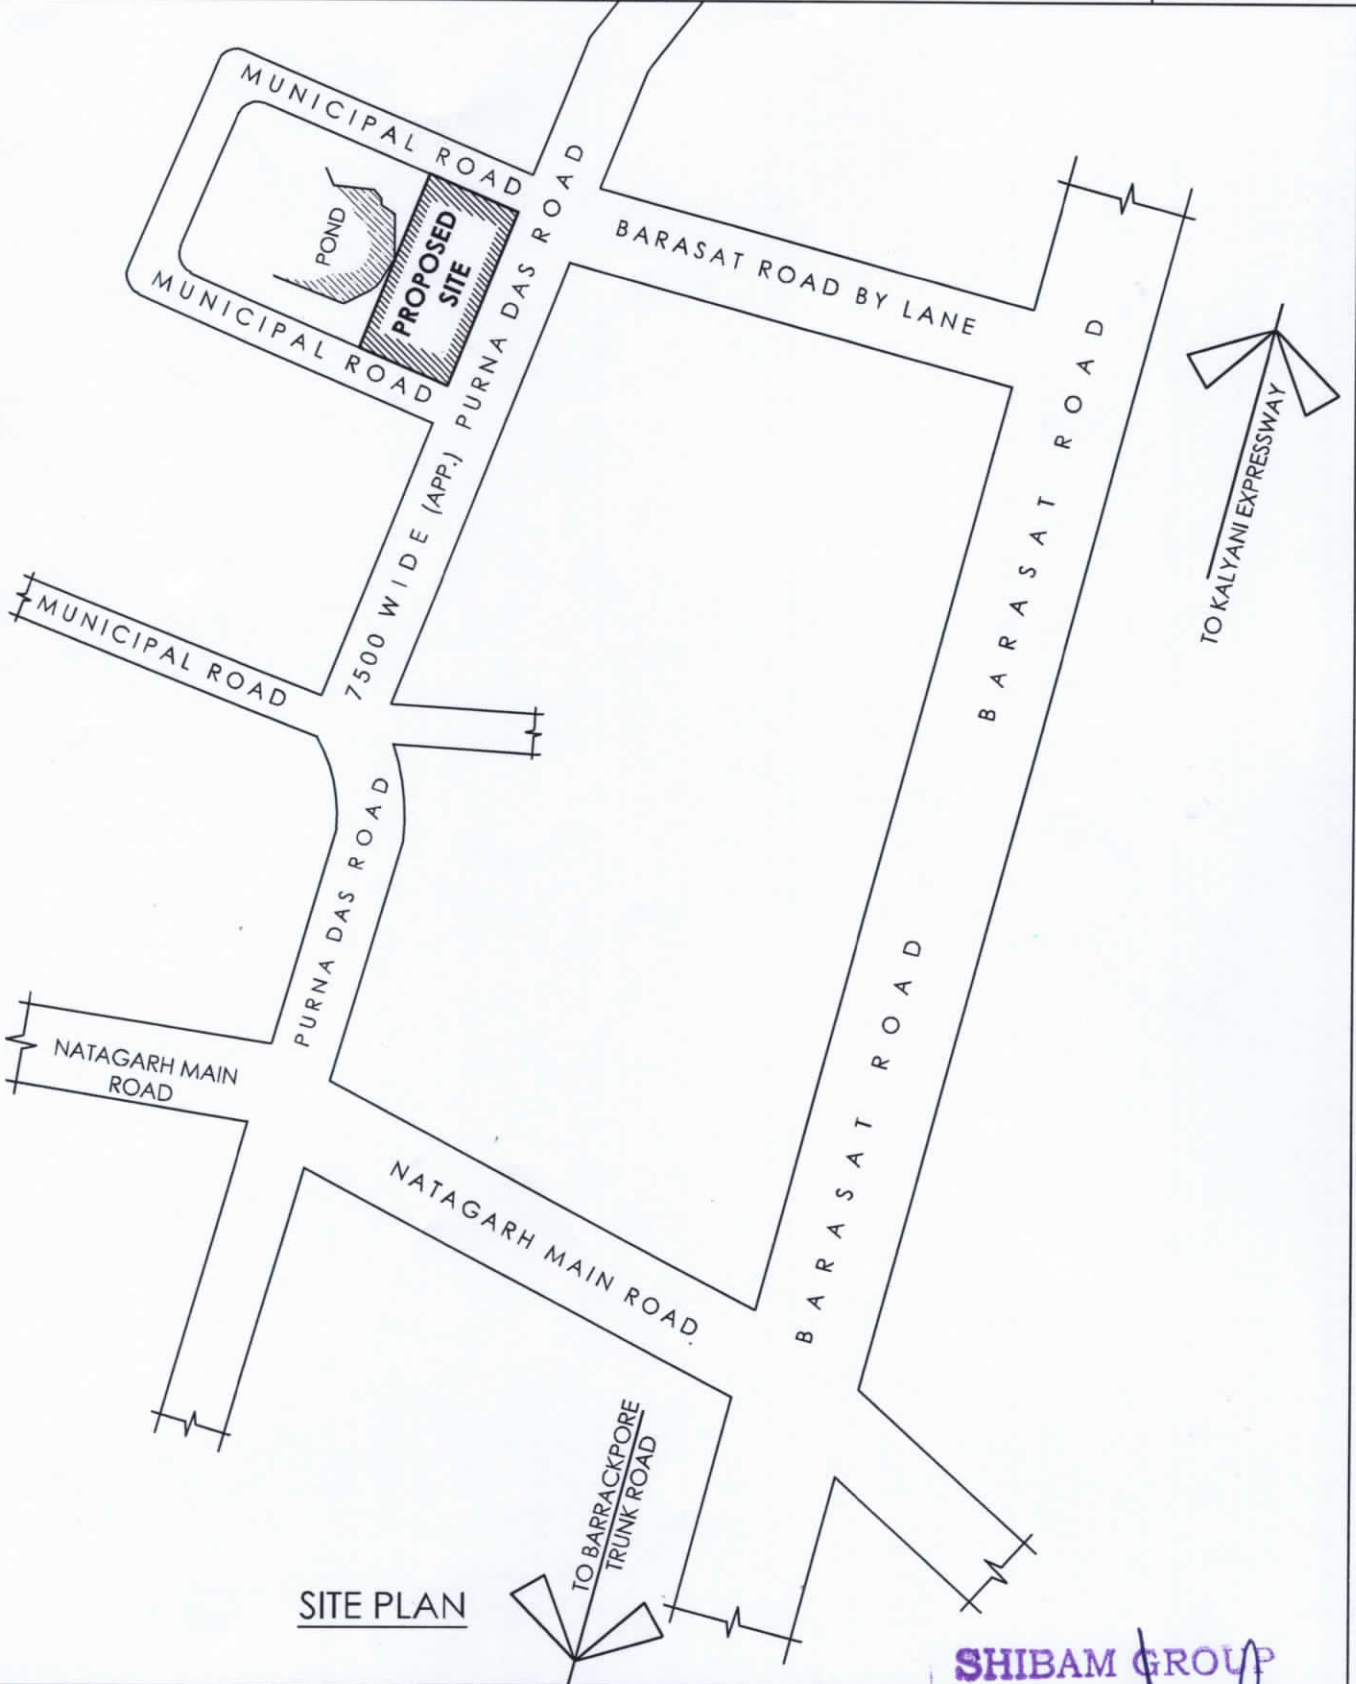 MUNICIPAL ROAD
POND
PROPOSED
SITE
MUNICIPAL ROAD
7500 WIDE (APP.) PURNA DAS ROAD
BARASAT ROAD BY LANE
BARASAT ROAD
TO KALYANI EXPRESSWAY
MUNICIPAL ROAD
PURNA DAS ROAD
BARASAT ROAD
NATAGARH MAIN
ROAD
NATAGARH MAIN ROAD
TO BARRACKPORE
TRUNK ROAD
SITE PLAN
SHIBAM GROUP